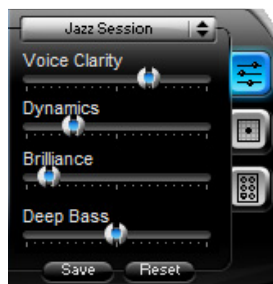 Jazz Session
Voice Clarity
Dynamics
Brilliance
Deep Bass
Save Reset